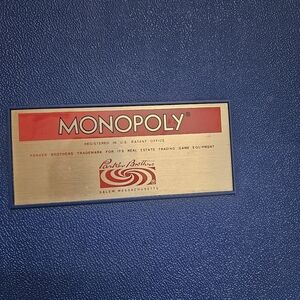 MONOPOLY®
REGISTERED IN U.S. PATENT OFFICE
PARKER BROTHERS TRADEMARK FOR ITS REAL ESTATE TRADING GAME EQUIPMENT
Parker Brothers
SALEM MASSACHUSETTS